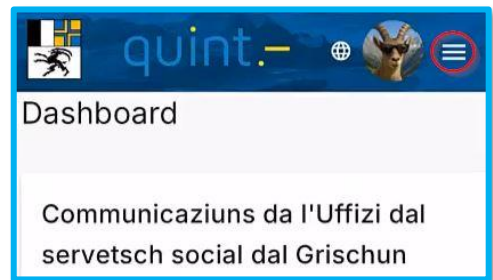 quint.–
Dashboard
Communicaziuns da l'Uffizi dal
servetsch social dal Grischun